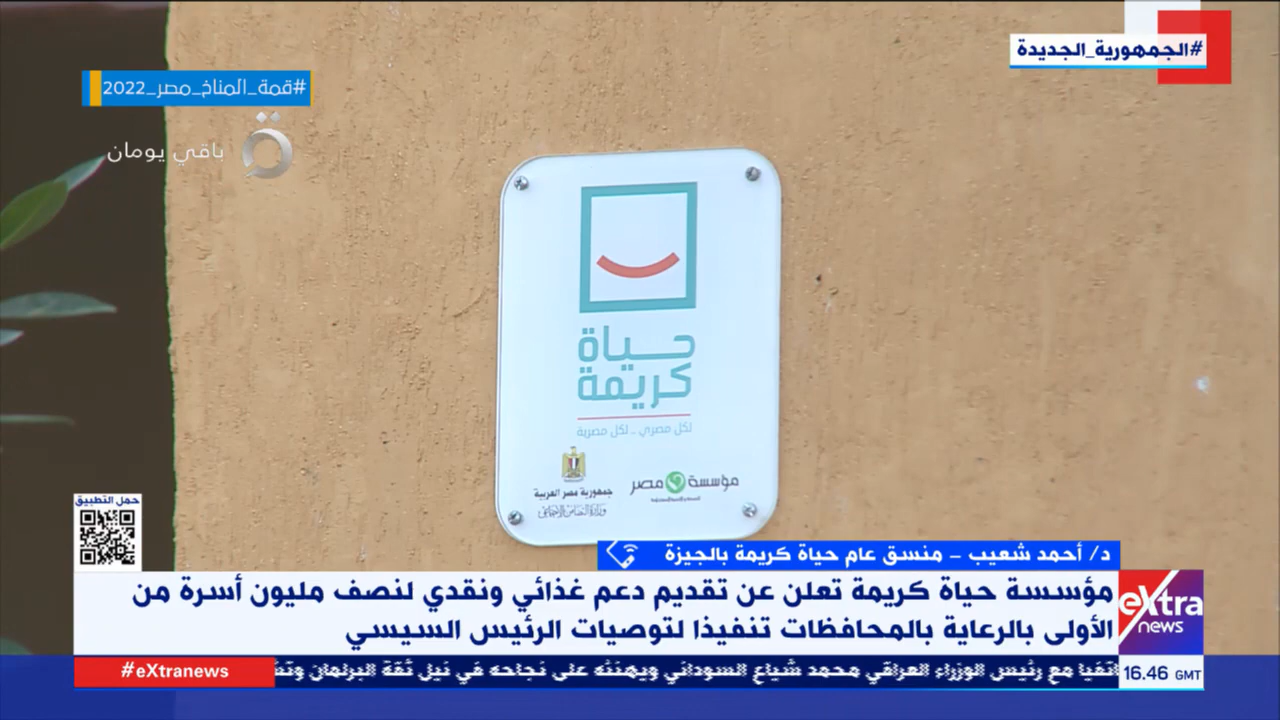 #الجمهورية_الجديدة
#قمة_المناخ_مصر_2022
باقي يومان
حياة
كريمة
لكل مصري .. لكل مصرية
مؤسسة مصر
جمهورية مصر العربية
وزارة التضامن الاجتماعي
حمل التطبيق
د/ أحمد شعيب - منسق عام حياة كريمة بالجيزة
مؤسسة حياة كريمة تعلن عن تقديم دعم غذائي ونقدي لنصف مليون أسرة من
الأولى بالرعاية بالمحافظات تنفيذا لتوصيات الرئيس السيسي
eXtra
news
#eXtranews
مع رئيس الوزراء العراقي محمد شياع السوداني ويهنئه على نجاحه في نيل ثقة البرلمان
16.46 GMT